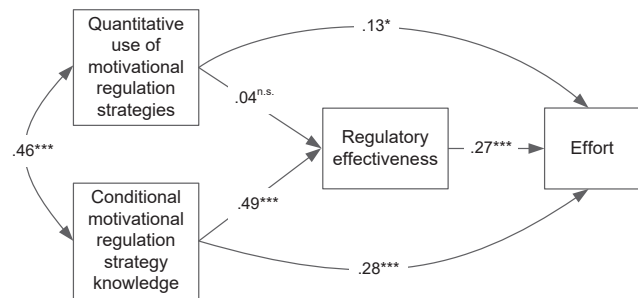 Quantitative
use of
motivational
regulation
strategies
.13*
.04n.s.
Regulatory
effectiveness
.27***
Effort
.46***
.49***
Conditional
motivational
regulation
strategy
knowledge
.28***